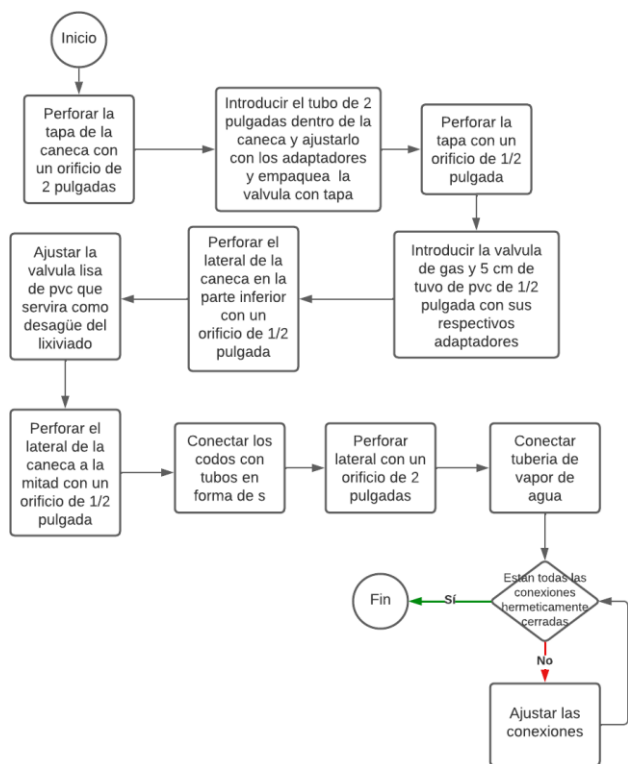 Inicio
Perforar la
tapa de la
caneca con
un orificio de
2 pulgadas
Introducir el tubo de 2
pulgadas dentro de la
caneca y ajustarlo
con los adaptadores
y empaquea  la
valvula con tapa
Perforar la
tapa con un
orificio de 1/2
pulgada
Introducir la valvula
de gas y 5 cm de
tuvo de pvc de 1/2
pulgada con sus
respectivos
adaptadores
Perforar el
lateral de la
caneca en la
parte inferior
con un
orificio de 1/2
pulgada
Ajustar la
valvula lisa
de pvc que
servira como
desagüe del
lixiviado
Perforar el
lateral de la
caneca a la
mitad con un
orificio de 1/2
pulgada
Conectar los
codos con
tubos en
forma de s
Perforar
lateral con un
orificio de 2
pulgadas
Conectar
tuberia de
vapor de
agua
Están todas las
conexiones
hermeticamente
cerradas
Sí
Fin
No
Ajustar las
conexiones